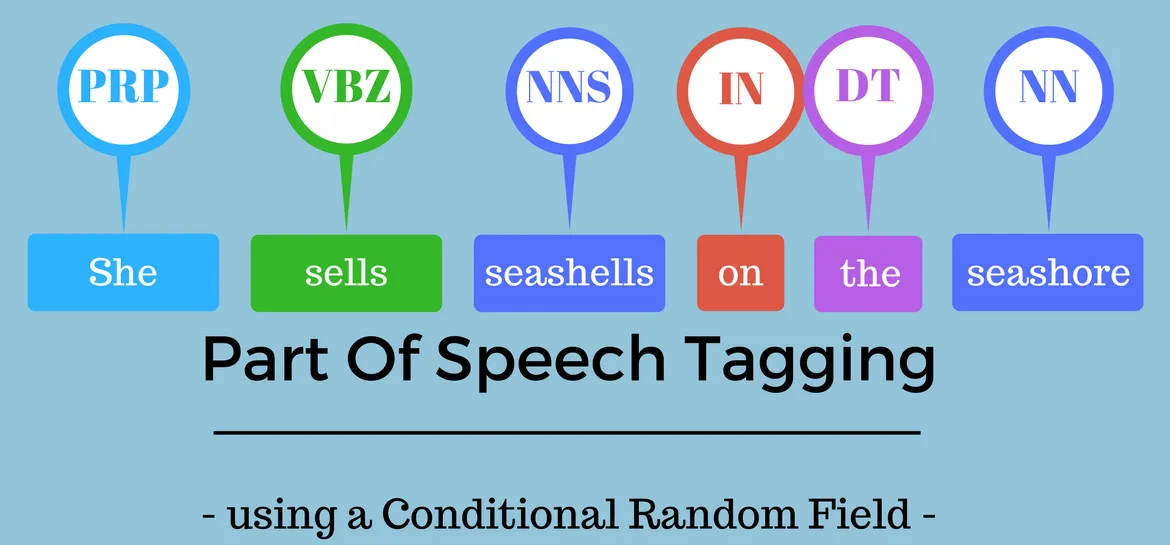 PRP VBZ NNS IN DT NN
She sells seashells on the seashore
Part Of Speech Tagging
- using a Conditional Random Field -